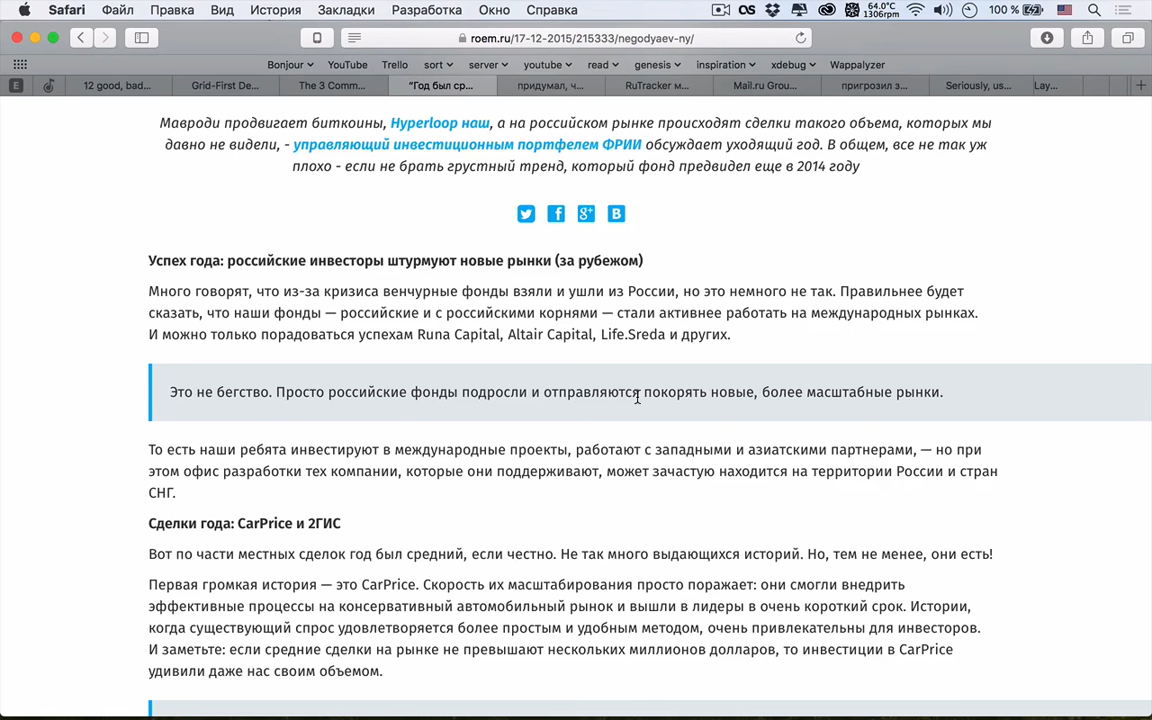 Safari Файл Правка Вид История Закладки Разработка Окно Справка 64.0°C 1306rpm 100 %
roem.ru/17-12-2015/215333/negodyaev-ny/
Bonjour YouTube Trello sort server youtube read genesis inspiration xdebug Wappalyzer
E 12 good, bad... Grid-First De... The 3 Comm... "Год был ср... придумал, ч... RuTracker м... Mail.ru Grou... пригрозил з... Seriously, us... Lay...
Мавроди продвигает биткоины, Hyperloop наш, а на российском рынке происходят сделки такого объема, которых мы
давно не видели, - управляющий инвестиционным портфелем ФРИИ обсуждает уходящий год. В общем, все не так уж
плохо - если не брать грустный тренд, который фонд предвидел еще в 2014 году
Успех года: российские инвесторы штурмуют новые рынки (за рубежом)
Много говорят, что из-за кризиса венчурные фонды взяли и ушли из России, но это немного не так. Правильнее будет
сказать, что наши фонды — российские и с российскими корнями — стали активнее работать на международных рынках.
И можно только порадоваться успехам Runa Capital, Altair Capital, Life.Sreda и других.
Это не бегство. Просто российские фонды подросли и отправляются покорять новые, более масштабные рынки.
То есть наши ребята инвестируют в международные проекты, работают с западными и азиатскими партнерами, — но при
этом офис разработки тех компании, которые они поддерживают, может зачастую находится на территории России и стран
СНГ.
Сделки года: CarPrice и 2ГИС
Вот по части местных сделок год был средний, если честно. Не так много выдающихся историй. Но, тем не менее, они есть!
Первая громкая история — это CarPrice. Скорость их масштабирования просто поражает: они смогли внедрить
эффективные процессы на консервативный автомобильный рынок и вышли в лидеры в очень короткий срок. Истории,
когда существующий спрос удовлетворяется более простым и удобным методом, очень привлекательны для инвесторов.
И заметьте: если средние сделки на рынке не превышают нескольких миллионов долларов, то инвестиции в CarPrice
удивили даже нас своим объемом.